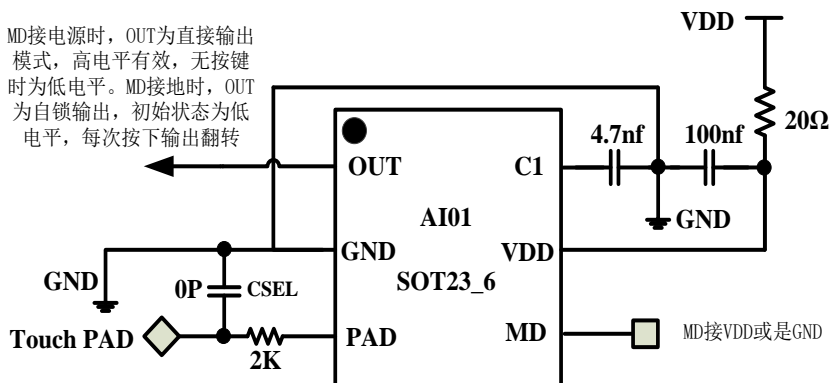 VDD
MD接电源时，OUT为直接输出
模式，高电平有效，无按键
时为低电平。MD接地时，OUT
为自锁输出，初始状态为低
电平，每次按下输出翻转
4.7nf
100nf
20Ω
OUT
C1
GND
AI01
GND
VDD
SOT23_6
GND
0P
CSEL
Touch PAD
2K
PAD
MD
MD接VDD或是GND